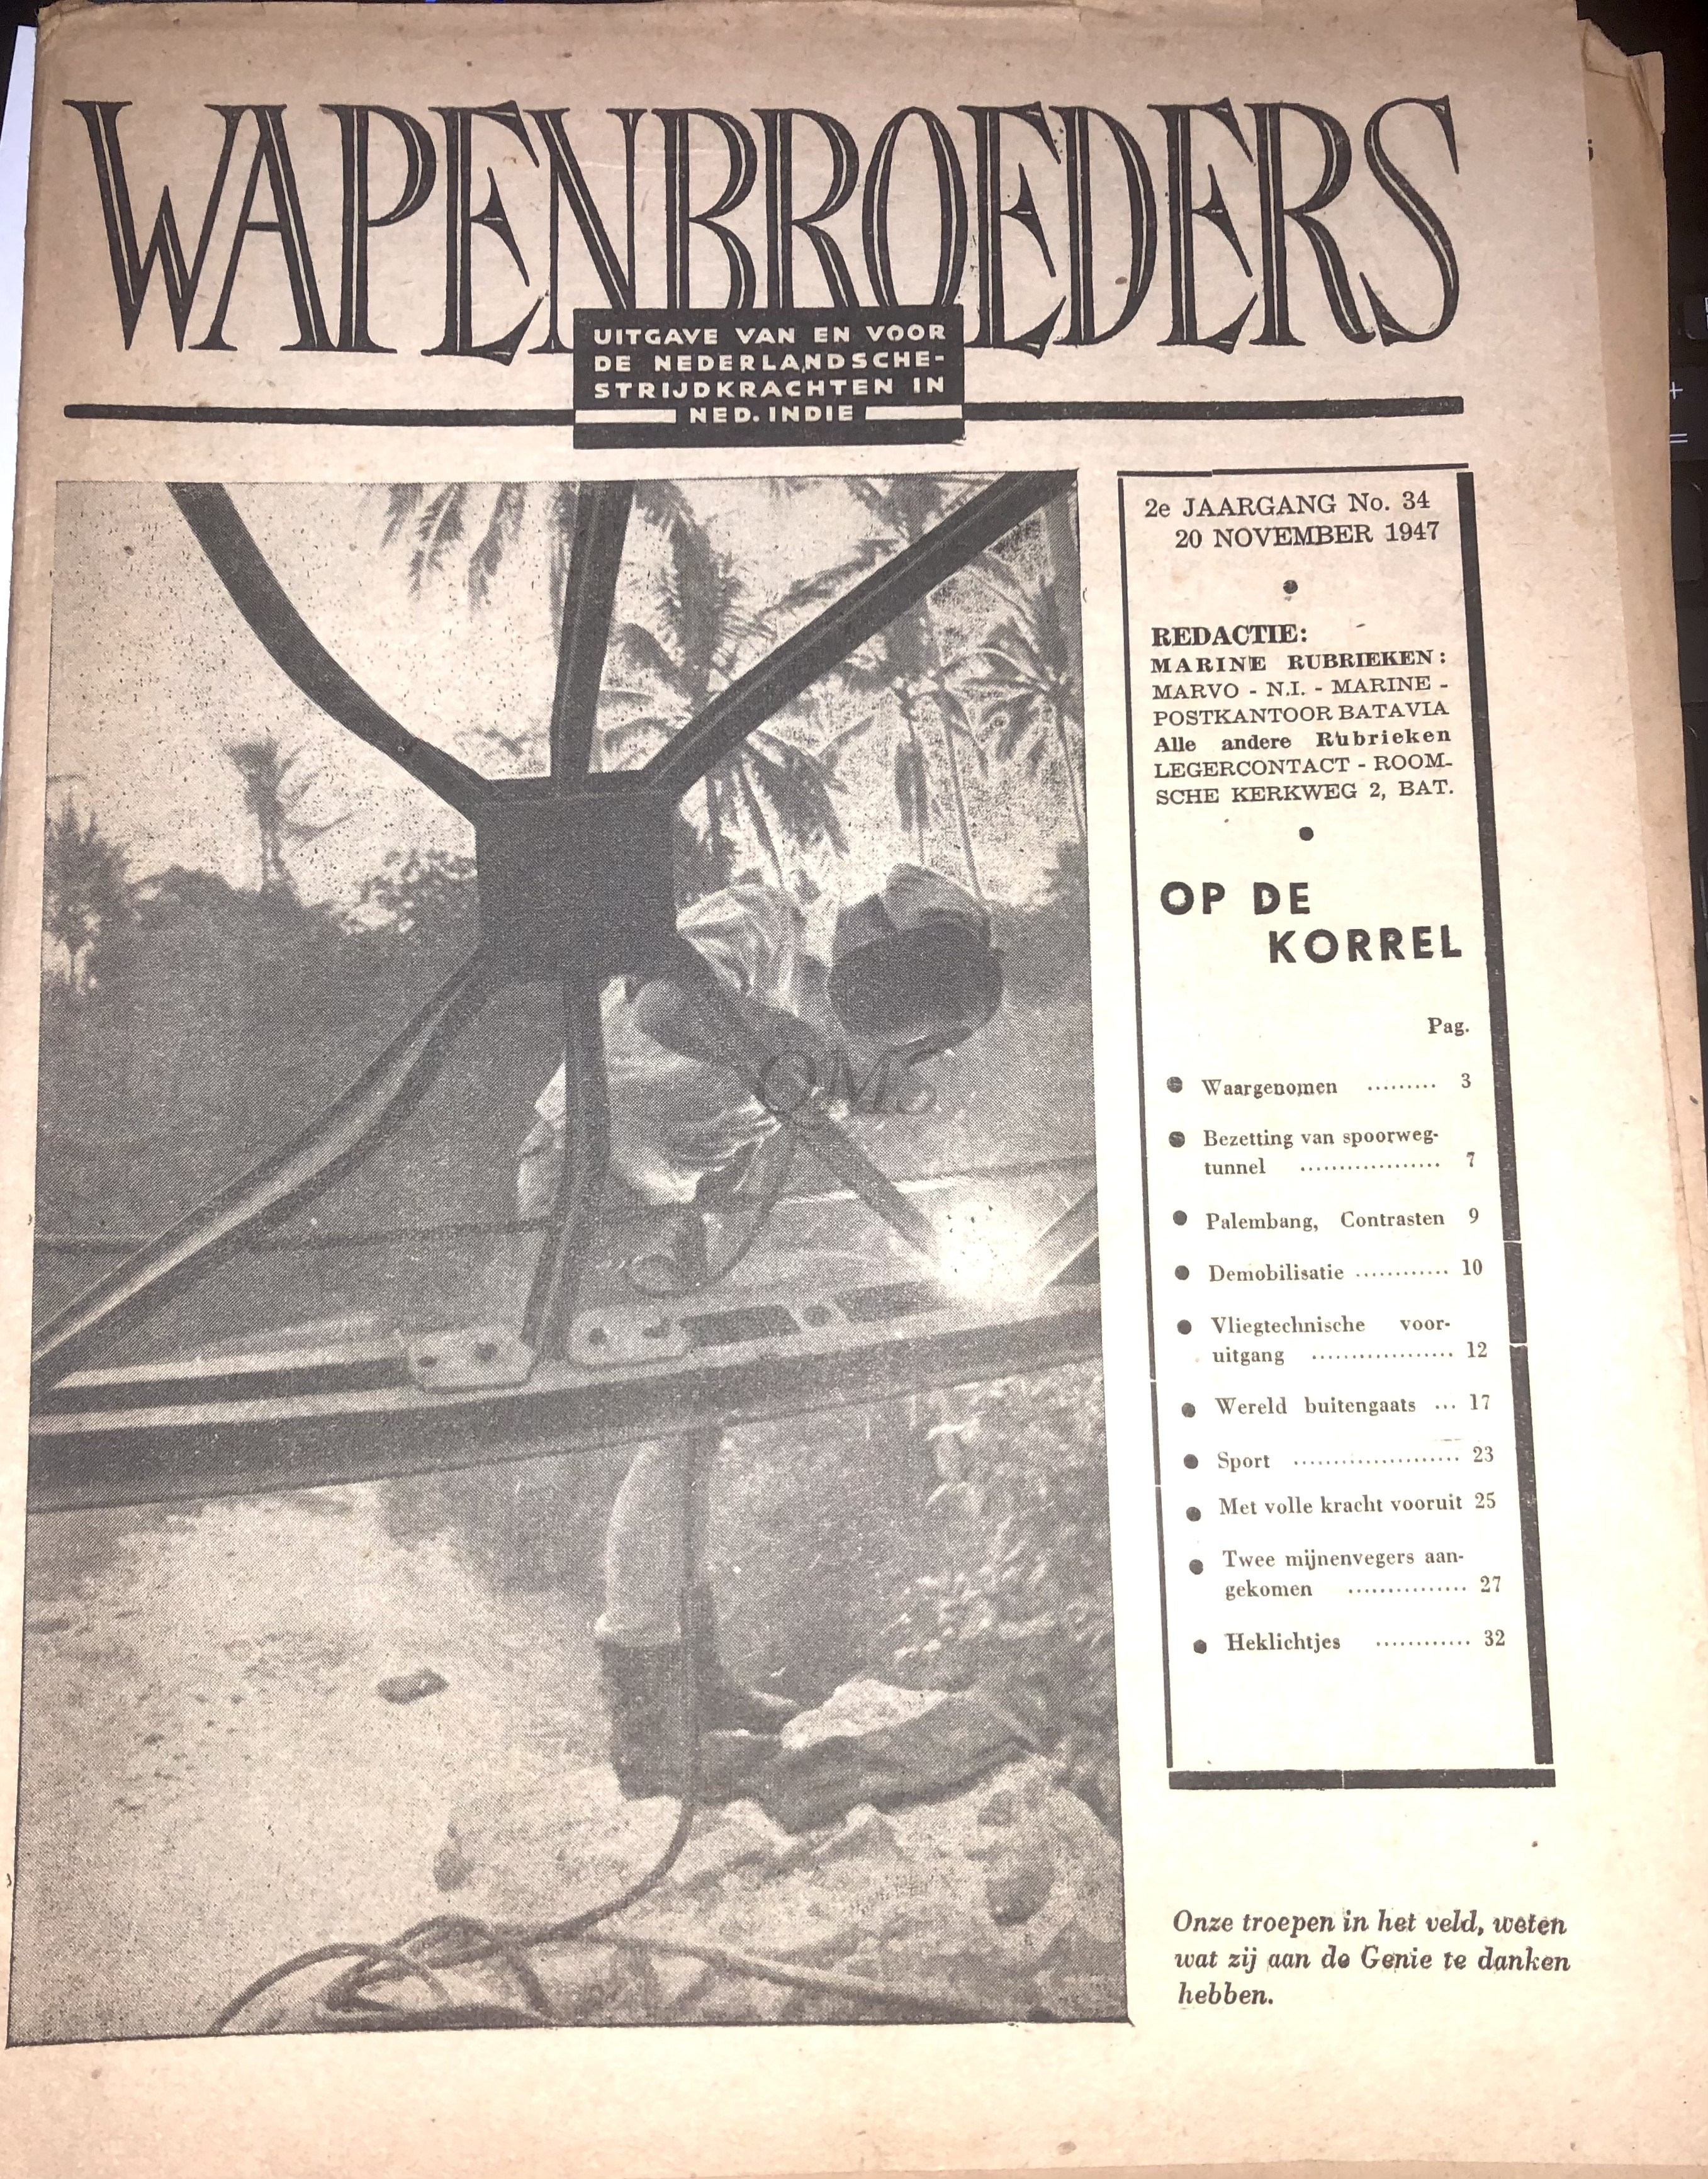 WAPENBROEDERS
UITGAVE VAN EN VOOR
DE NEDERLANDSCHE-
STRIJDKRACHTEN IN
NED. INDIE
2e JAARGANG No. 34
20 NOVEMBER 1947
REDACTIE:
MARINE RUBRIEKEN:
MARVO - N.I. - MARINE -
POSTKANTOOR BATAVIA
Alle andere Rubrieken
LEGERCONTACT - ROOM-
SCHE KERKWEG 2, BAT.
OP DE
KORREL
Pag.
● Waargenomen ......... 3
● Bezetting van spoorweg-
tunnel .................. 7
● Palembang, Contrasten 9
● Demobilisatie ............ 10
● Vliegtechnische voor-
uitgang .................. 12
● Wereld buitengaats ... 17
● Sport ..................... 23
● Met volle kracht vooruit 25
● Twee mijnenvegers aan-
gekomen ............... 27
● Heklichtjes ............ 32
Onze troepen in het veld, weten
wat zij aan de Genie te danken
hebben.
QMS